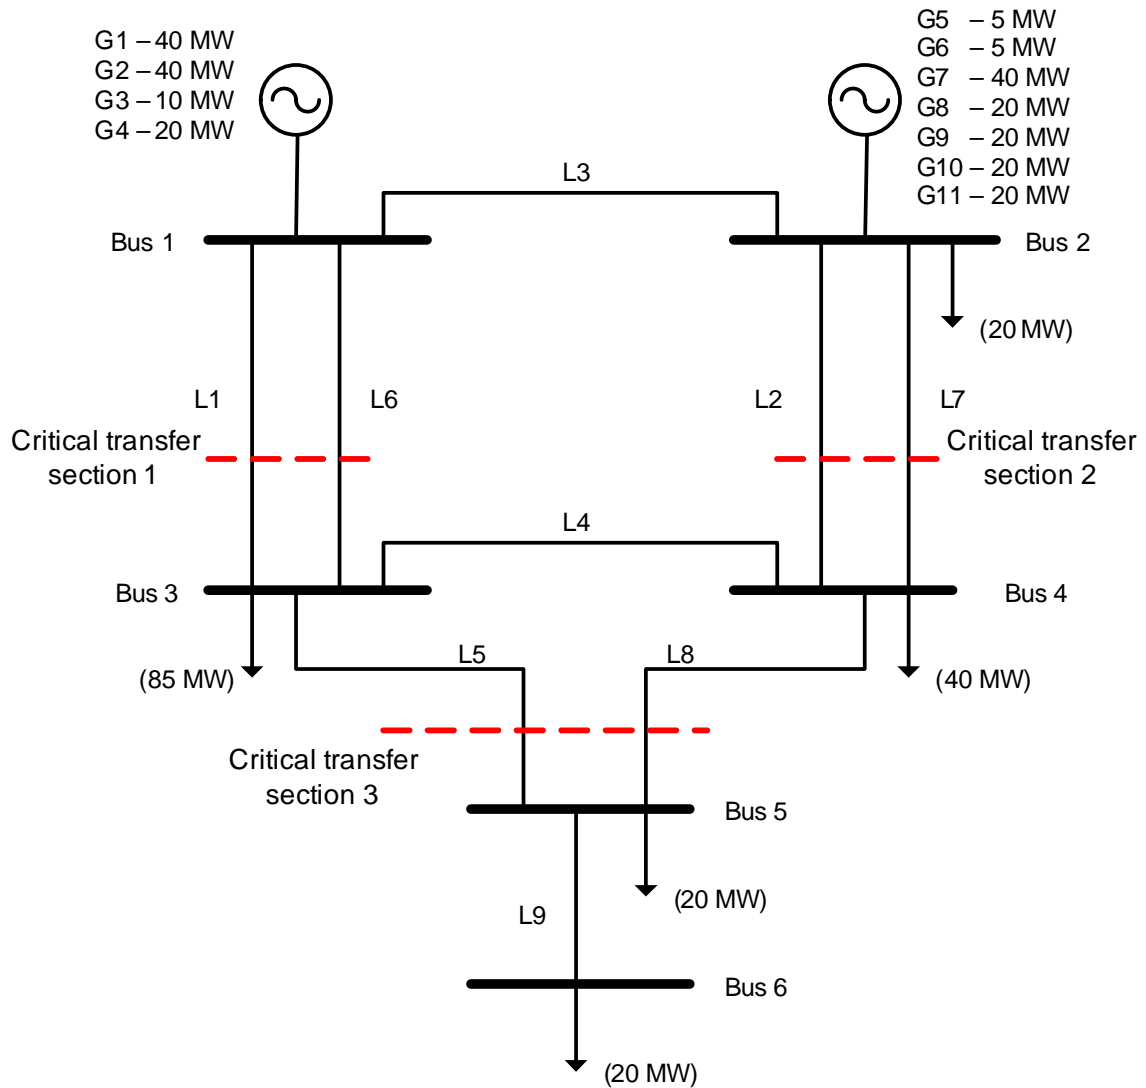 G1 – 40 MW
G2 – 40 MW
G3 – 10 MW
G4 – 20 MW
G5 – 5 MW
G6 – 5 MW
G7 – 40 MW
G8 – 20 MW
G9 – 20 MW
G10 – 20 MW
G11 – 20 MW
L3
Bus 1
Bus 2
(20 MW)
L1
L6
L2
L7
Critical transfer
section 1
Critical transfer
section 2
L4
Bus 3
Bus 4
L5
L8
(85 MW)
(40 MW)
Critical transfer
section 3
Bus 5
(20 MW)
L9
Bus 6
(20 MW)